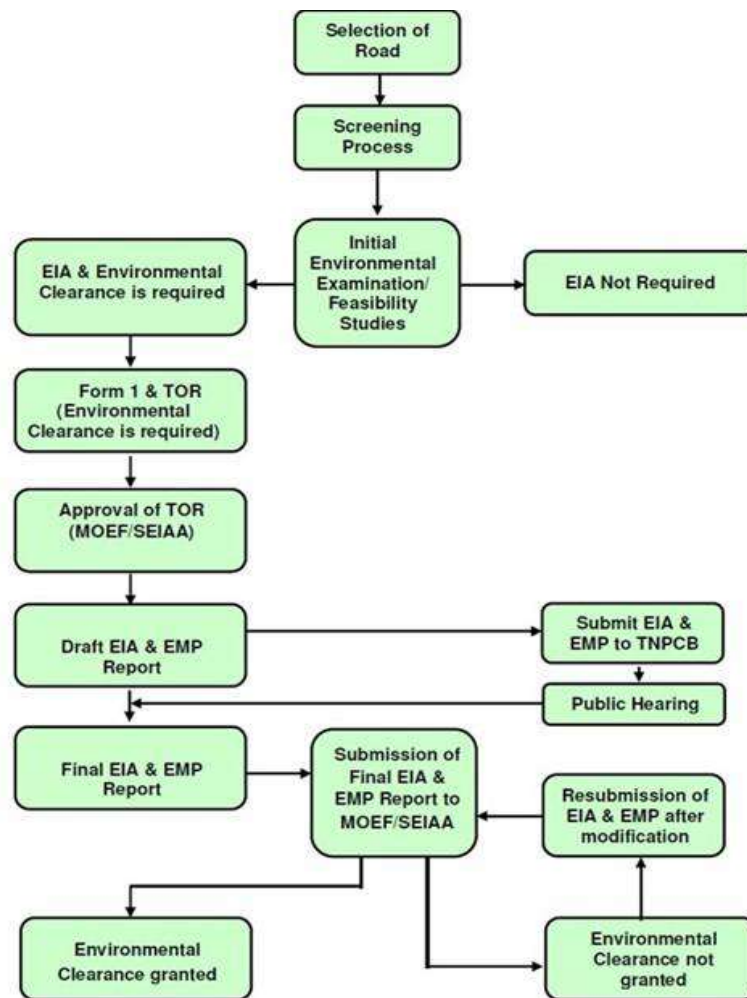 Selection of
Road
Screening
Process
Initial
Environmental
Examination/
Feasibility
Studies
EIA & Environmental
Clearance is required
EIA Not Required
Form 1 & TOR
(Environmental
Clearance is required)
Approval of TOR
(MOEF/SEIAA)
Draft EIA & EMP
Report
Submit EIA &
EMP to TNPCB
Public Hearing
Final EIA & EMP
Report
Submission of
Final EIA &
EMP Report to
MOEF/SEIAA
Resubmission of
EIA & EMP after
modification
Environmental
Clearance granted
Environmental
Clearance not
granted